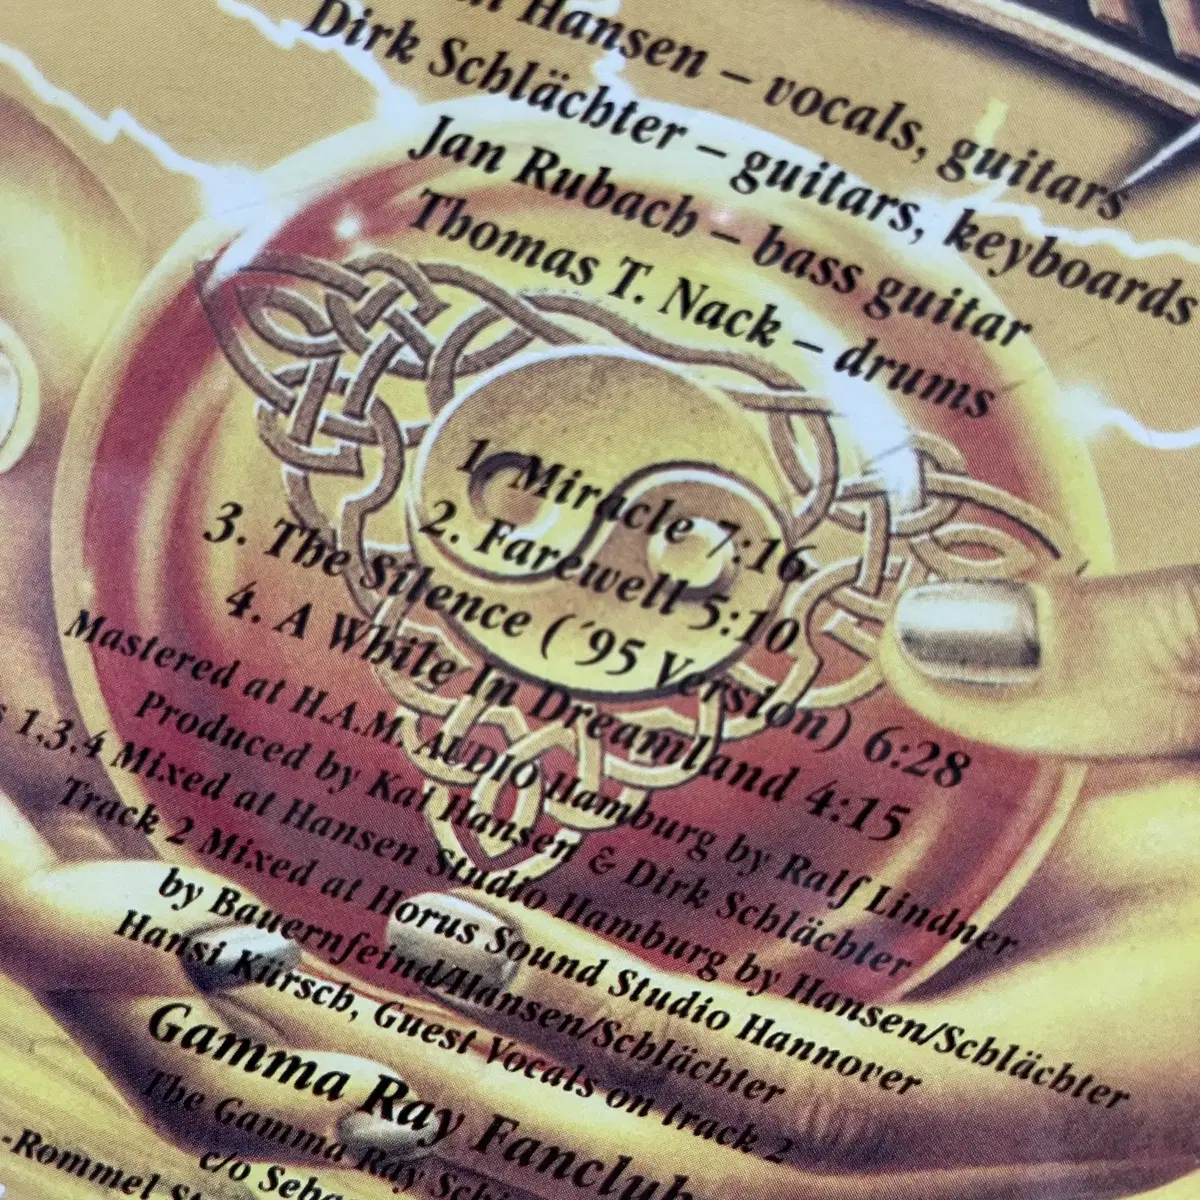 Hansen – vocals, guitars
Dirk Schlächter – guitars, keyboards
Jan Rubach – bass guitar
Thomas T. Nack – drums
1. Miracle 7:16
2. Farewell 5:10
3. The Silence (´95 Version) 6:28
4. A While In Dreamland 4:15
Mastered at H.A.M. AUDIO Hamburg by Ralf Lindner
Produced by Kai Hansen & Dirk Schlächter
1,3,4 Mixed at Hansen Studio Hamburg by Hansen/Schlächter
Track 2 Mixed at Horus Sound Studio Hannover
by Bauernfeind/Hansen/Schlächter
Hansi Kürsch, Guest Vocals on track 2
Gamma Ray Fanclub
The Gamma Ray
c/o
-Rommel